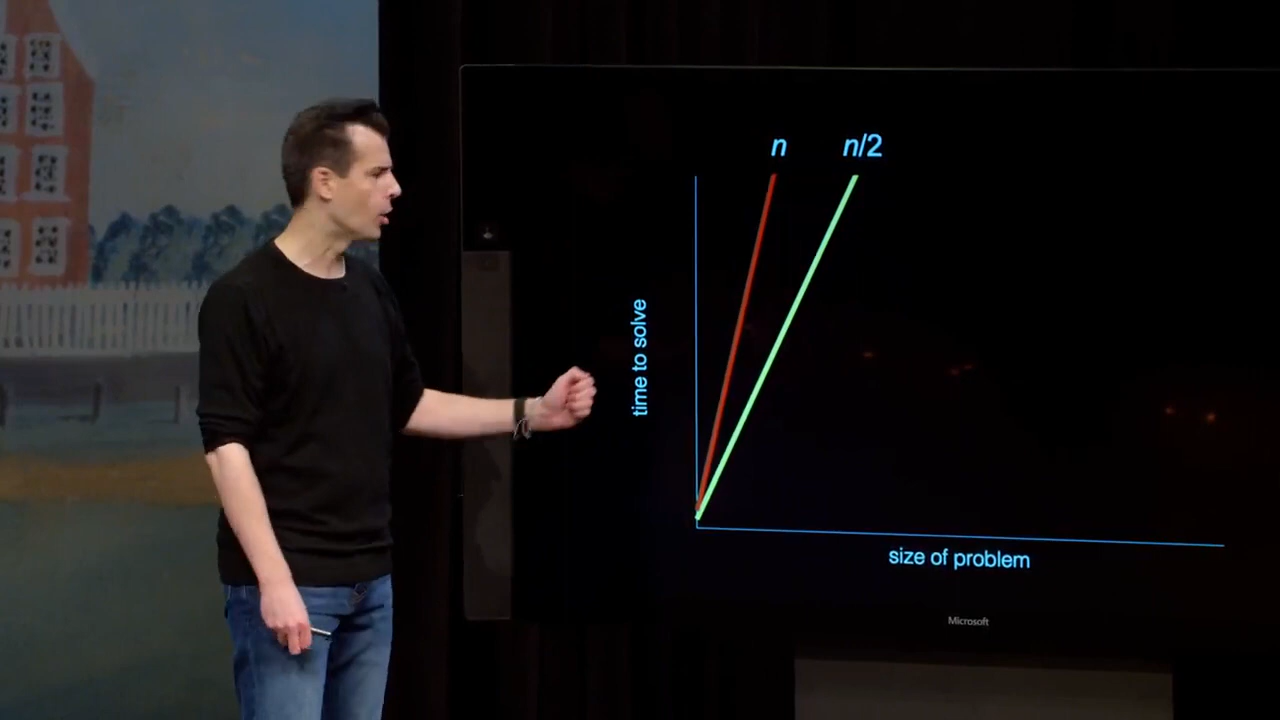 n
n/2
time to solve
size of problem
Microsoft